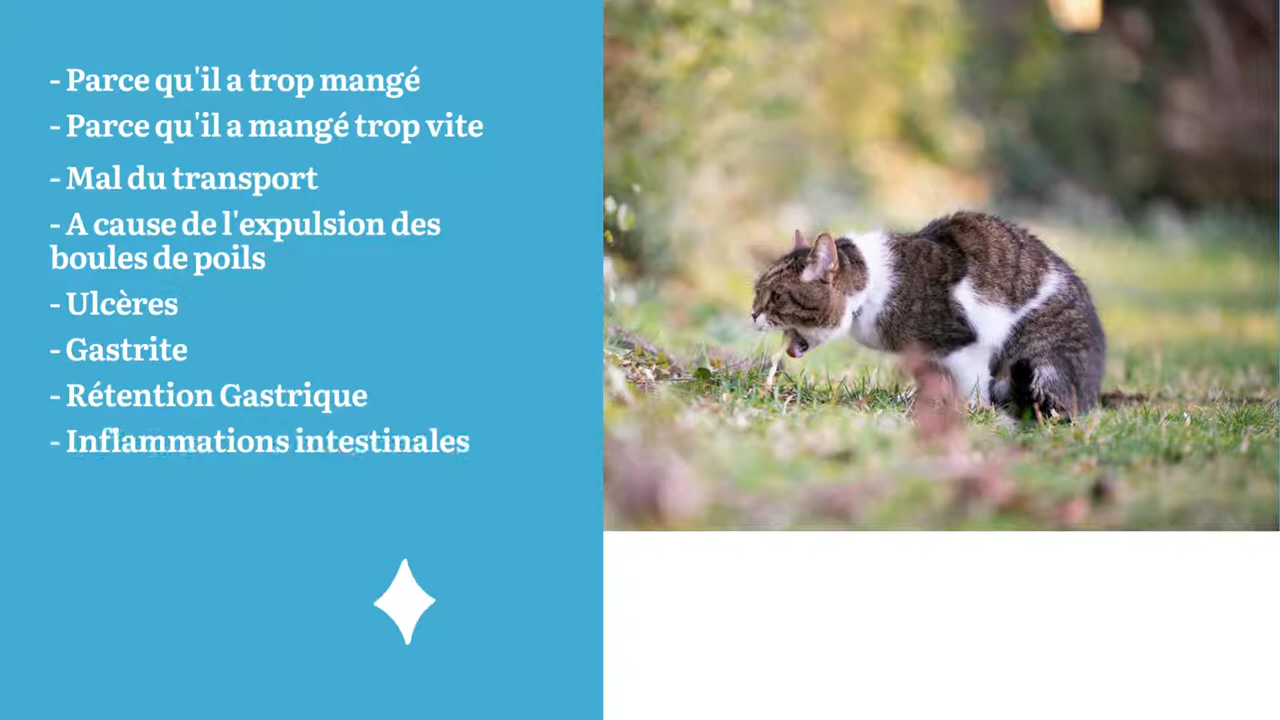 - Parce qu'il a trop mangé
- Parce qu'il a mangé trop vite
- Mal du transport
- A cause de l'expulsion des
boules de poils
- Ulcères
- Gastrite
- Rétention Gastrique
- Inflammations intestinales